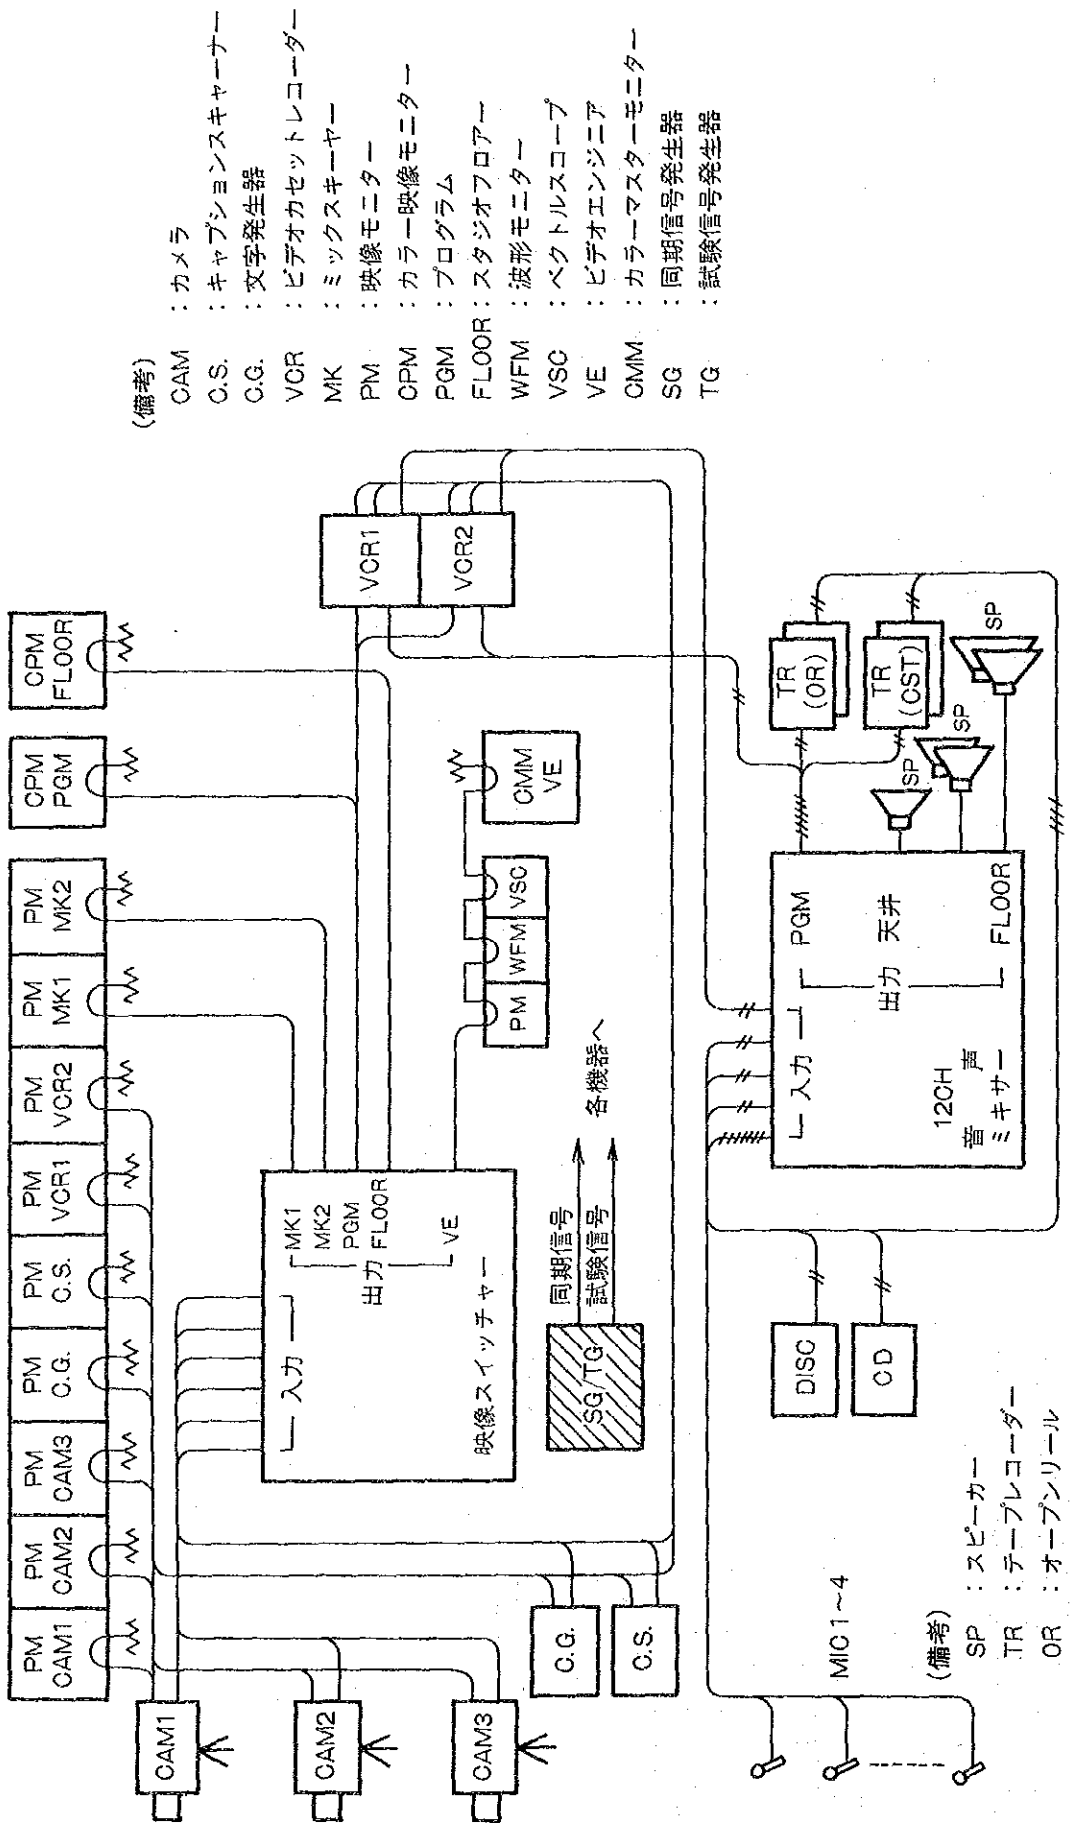 PM CAM1
PM CAM2
PM CAM3
PM C.G.
PM C.S.
PM VCR1
PM VCR2
PM MK1
PM MK2
CPM PGM
CPM FLOOR
CAM1
CAM2
CAM3
C.G.
C.S.
入力
出力
MK1
MK2
PGM
FLOOR
VE
映像スイッチャー
PM
WFM
VSC
CMM VE
VCR1
VCR2
SG/TG
同期信号
試験信号
各機器へ
DISC
CD
MIC1~4
入力
出力
PGM
天井
FLOOR
12CH
音声
ミキサー
TR (OR)
TR (CST)
SP
SP
SP
(備考)
CAM :カメラ
C.S. :キャプションスキャーナー
C.G. :文字発生器
VCR :ビデオカセットレコーダー
MK :ミックスキーヤー
PM :映像モニター
CPM :カラー映像モニター
PGM :プログラム
FLOOR :スタジオフロアー
WFM :波形モニター
VSC :ベクトルスコープ
VE :ビデオエンジニア
CMM :カラーマスターモニター
SG :同期信号発生器
TG :試験信号発生器
(備考)
SP :スピーカー
TR :テープレコーダー
OR :オープンリール